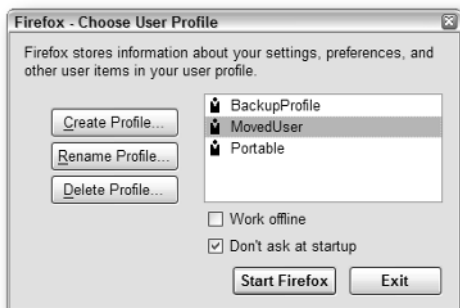 Firefox - Choose User Profile
Firefox stores information about your settings, preferences, and
other user items in your user profile.
Create Profile...
Rename Profile...
Delete Profile...
BackupProfile
MovedUser
Portable
Work offline
Don't ask at startup
Start Firefox
Exit